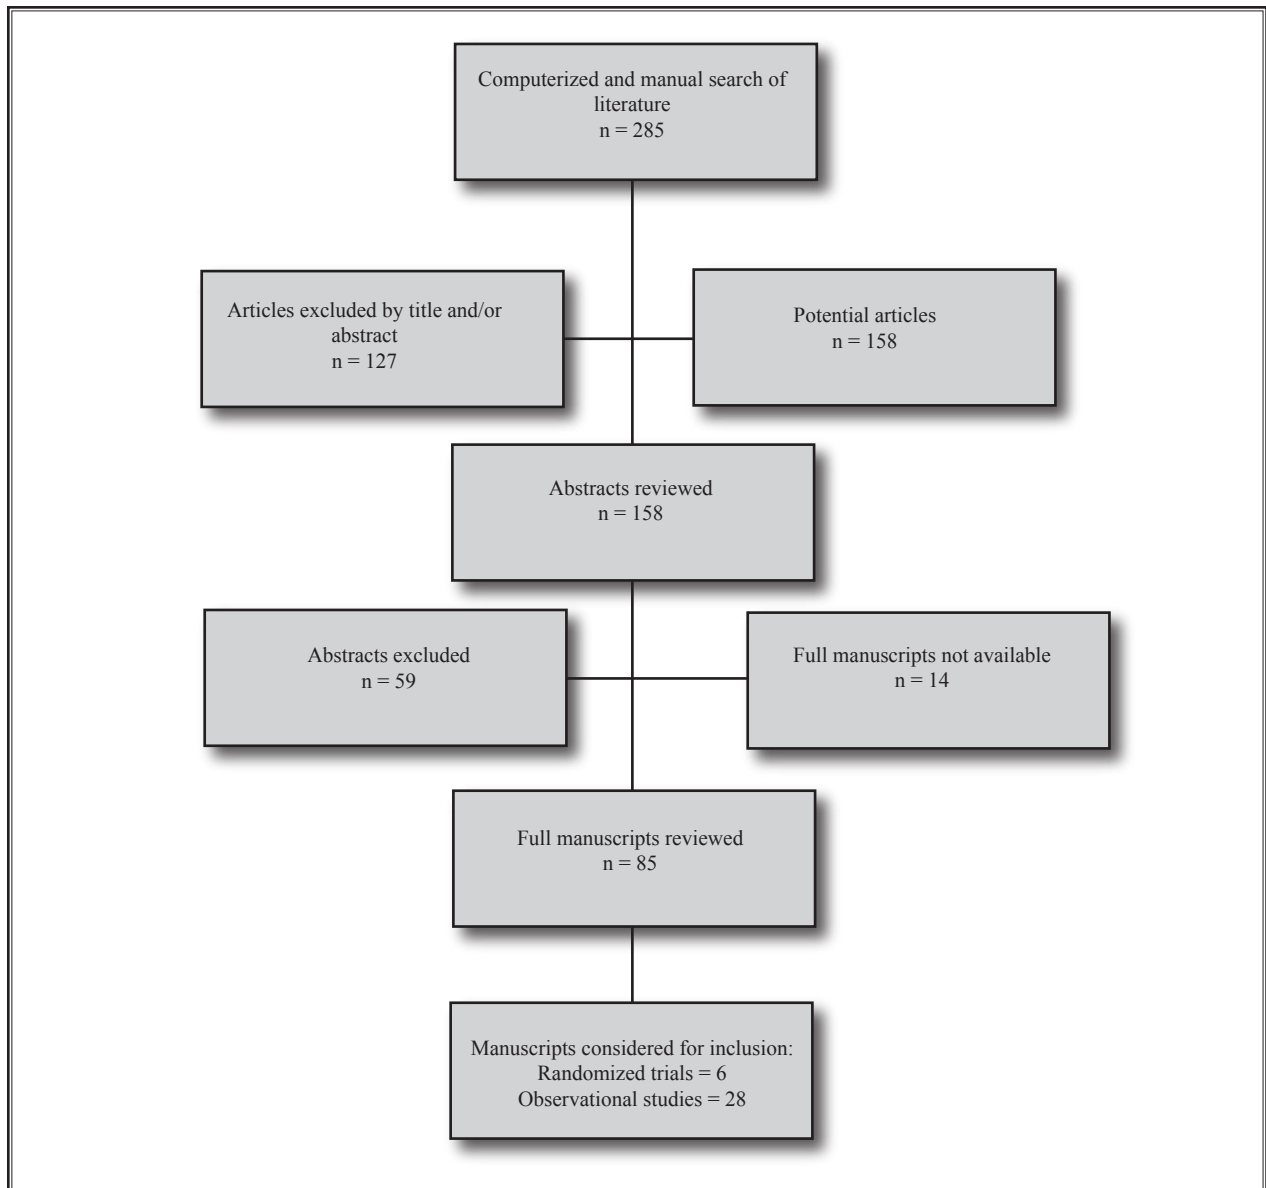 Computerized and manual search of
literature
n = 285
Articles excluded by title and/or
abstract
n = 127
Potential articles
n = 158
Abstracts reviewed
n = 158
Abstracts excluded
n = 59
Full manuscripts not available
n = 14
Full manuscripts reviewed
n = 85
Manuscripts considered for inclusion:
Randomized trials = 6
Observational studies = 28